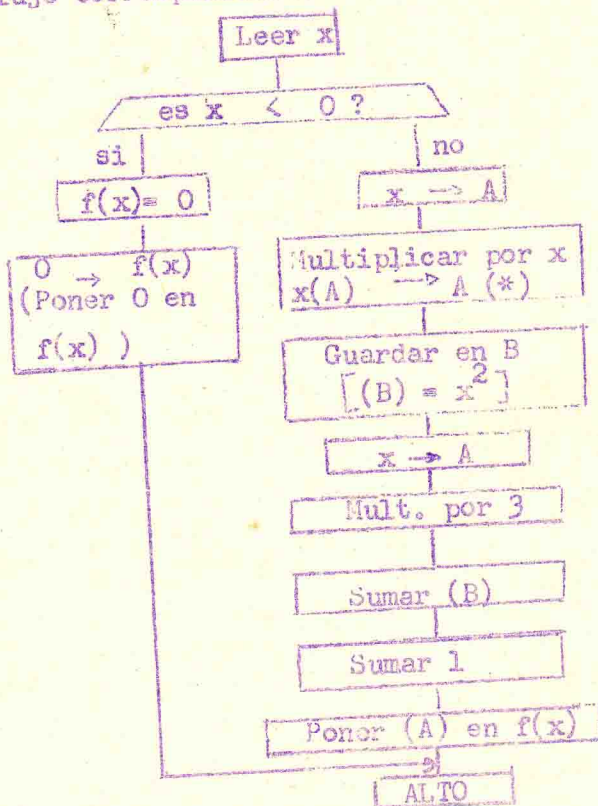 Leer x
es x < 0 ?
si
no
f(x)= 0
x → A
0 → f(x)
(Poner 0 en
f(x) )
Multiplicar por x
x(A) → A (*)
Guardar en B
[(B) = x²]
x → A
Mult. por 3
Sumar (B)
Sumar 1
Poner (A) en f(x)
ALTO